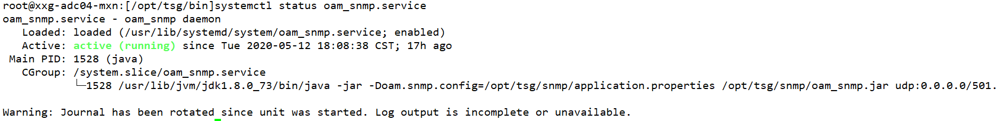 root@xxg-adc04-mxn:[/opt/tsg/bin]systemctl status oam_snmp.service
oam_snmp.service - oam_snmp daemon
Loaded: loaded (/usr/lib/systemd/system/oam_snmp.service; enabled)
Active: active (running) since Tue 2020-05-12 18:08:38 CST; 17h ago
Main PID: 1528 (java)
CGroup: /system.slice/oam_snmp.service
└─1528 /usr/lib/jvm/jdk1.8.0_73/bin/java -jar -Doam.snmp.config=/opt/tsg/snmp/application.properties /opt/tsg/snmp/oam_snmp.jar udp:0.0.0.0/501.
Warning: Journal has been rotated since unit was started. Log output is incomplete or unavailable.